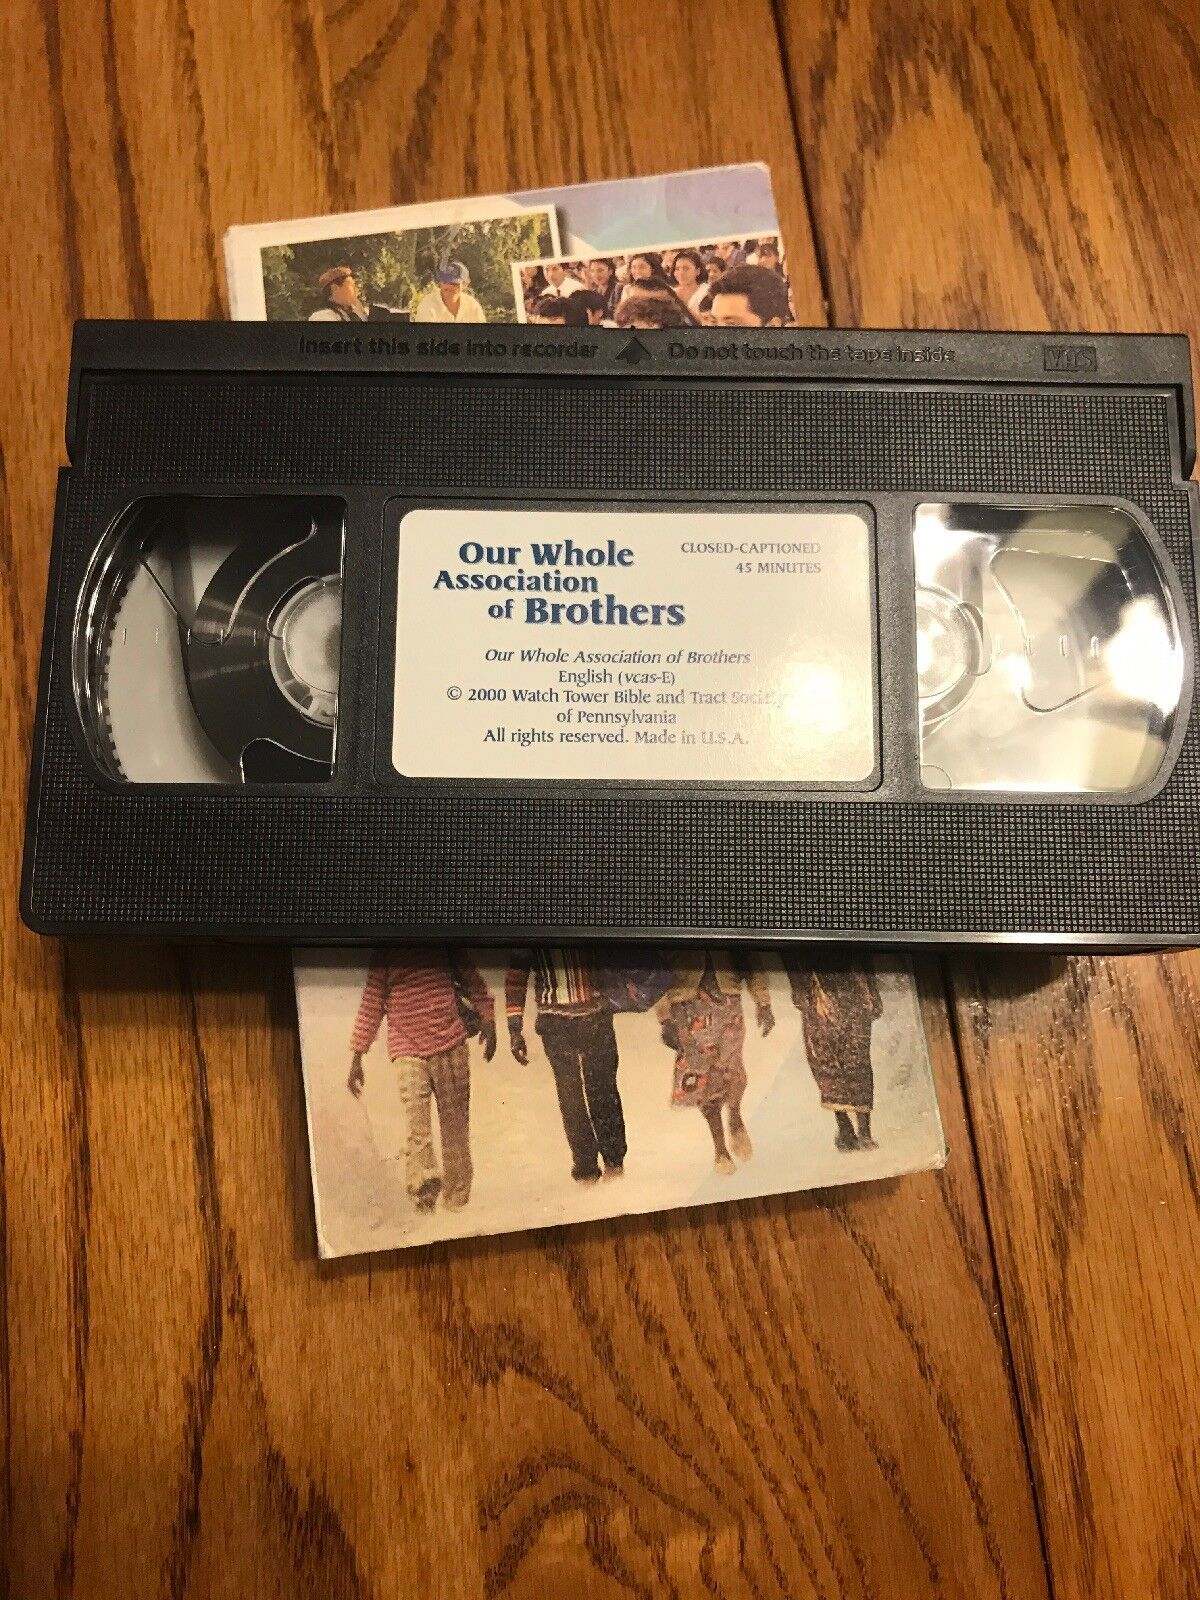 Insert this side into recorder
Do not touch the tape inside
VHS
Our Whole
Association
of Brothers
CLOSED-CAPTIONED
45 MINUTES
Our Whole Association of Brothers
English (vcas-E)
© 2000 Watch Tower Bible and Tract Society
of Pennsylvania
All rights reserved. Made in U.S.A.